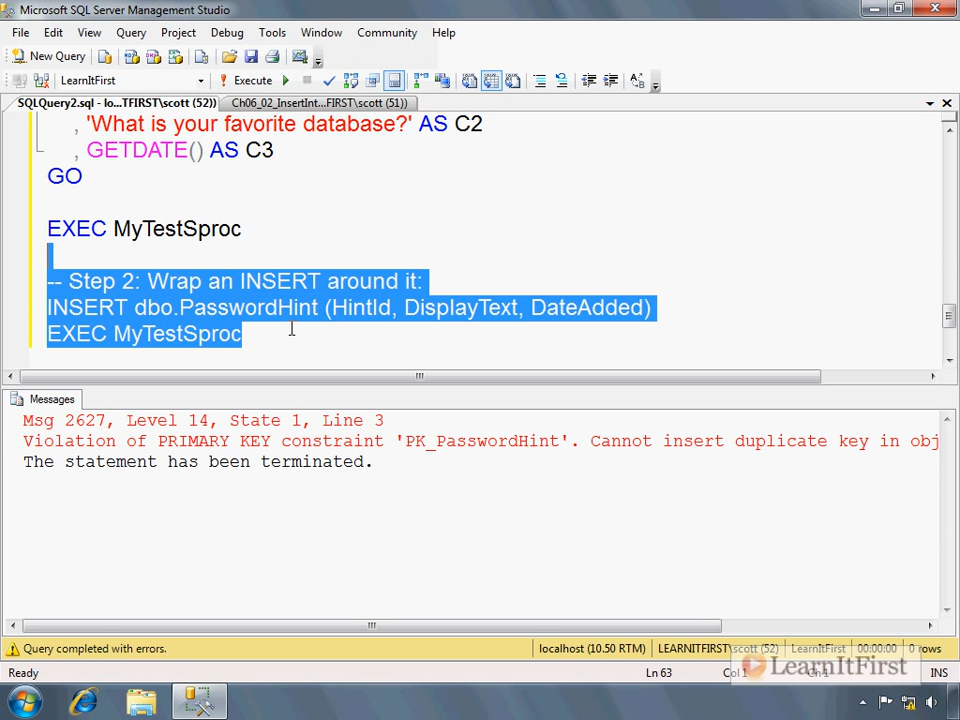 Microsoft SQL Server Management Studio
File Edit View Query Project Debug Tools Window Community Help
New Query
LearnItFirst Execute
SQLQuery2.sql - lo...TFIRST\scott (52)) Ch06_02_InsertInt...FIRST\scott (51))
, 'What is your favorite database?' AS C2
, GETDATE() AS C3
GO
EXEC MyTestSproc
-- Step 2: Wrap an INSERT around it:
INSERT dbo.PasswordHint (HintId, DisplayText, DateAdded)
EXEC MyTestSproc
Messages
Msg 2627, Level 14, State 1, Line 3
Violation of PRIMARY KEY constraint 'PK_PasswordHint'. Cannot insert duplicate key in obj
The statement has been terminated.
Query completed with errors. localhost (10.50 RTM) LEARNITFIRST\scott (52) LearnItFirst 00:00:00 0 rows
Ready Ln 63 Col 1 Ch 1 INS
LearnItFirst